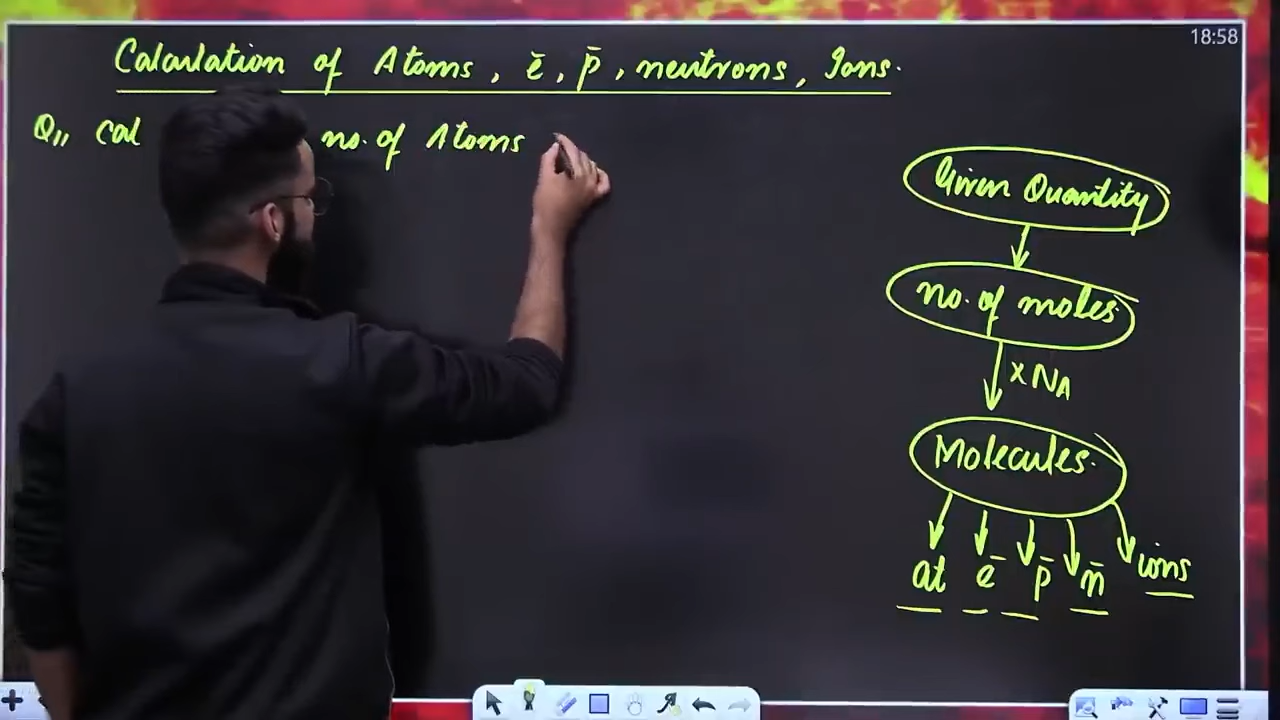 18:58
Calculation of Atoms, ē, p̄, neutrons, Ions.
Q,, cal no. of Atoms
Given Quantity
no. of moles
×NA
Molecules.
at ē p̄ n̄ ions